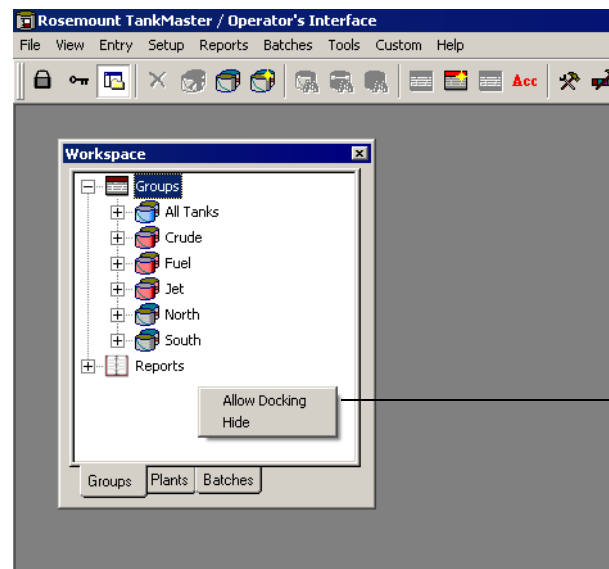 Rosemount TankMaster / Operator's Interface
File View Entry Setup Reports Batches Tools Custom Help
Acc
Workspace
Groups
All Tanks
Crude
Fuel
Jet
North
South
Reports
Allow Docking
Hide
Groups Plants Batches